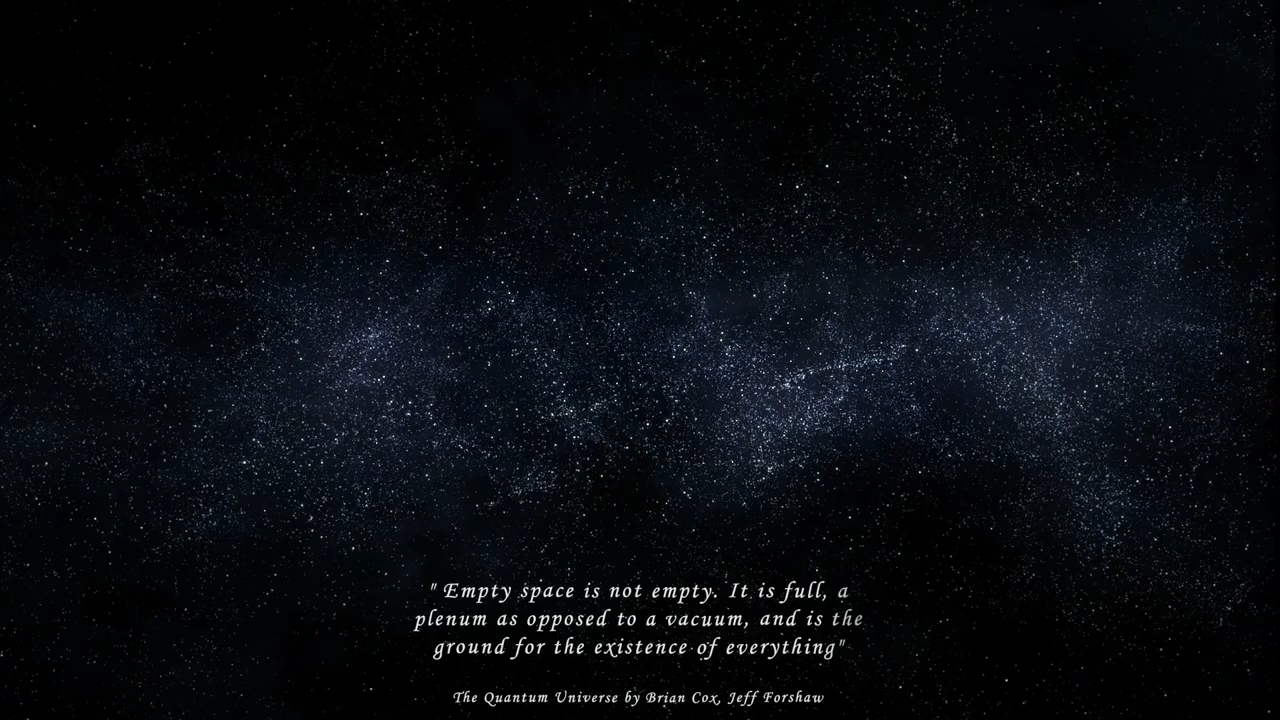 " Empty space is not empty. It is full, a
plenum as opposed to a vacuum, and is the
ground for the existence of everything"
The Quantum Universe by Brian Cox, Jeff Forshaw